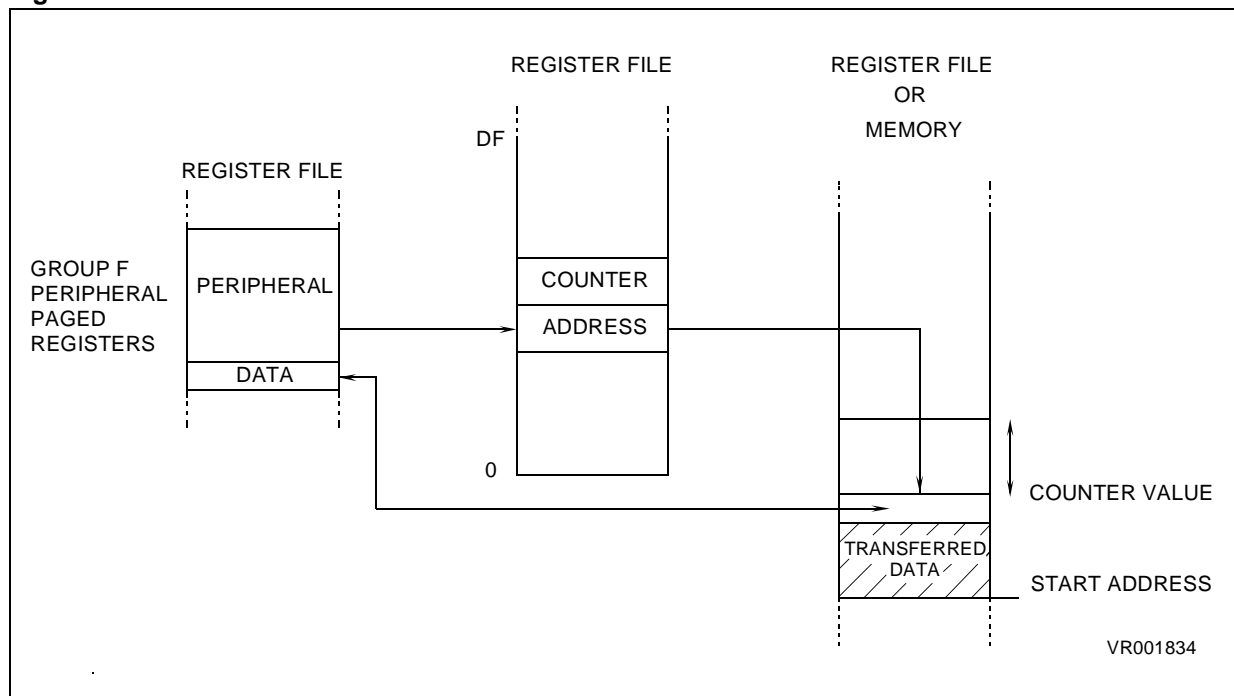 REGISTER FILE
REGISTER FILE
OR
MEMORY
DF
REGISTER FILE
GROUP F
PERIPHERAL
PAGED
REGISTERS
PERIPHERAL
COUNTER
ADDRESS
DATA
0
COUNTER VALUE
TRANSFERRED
DATA
START ADDRESS
VR001834